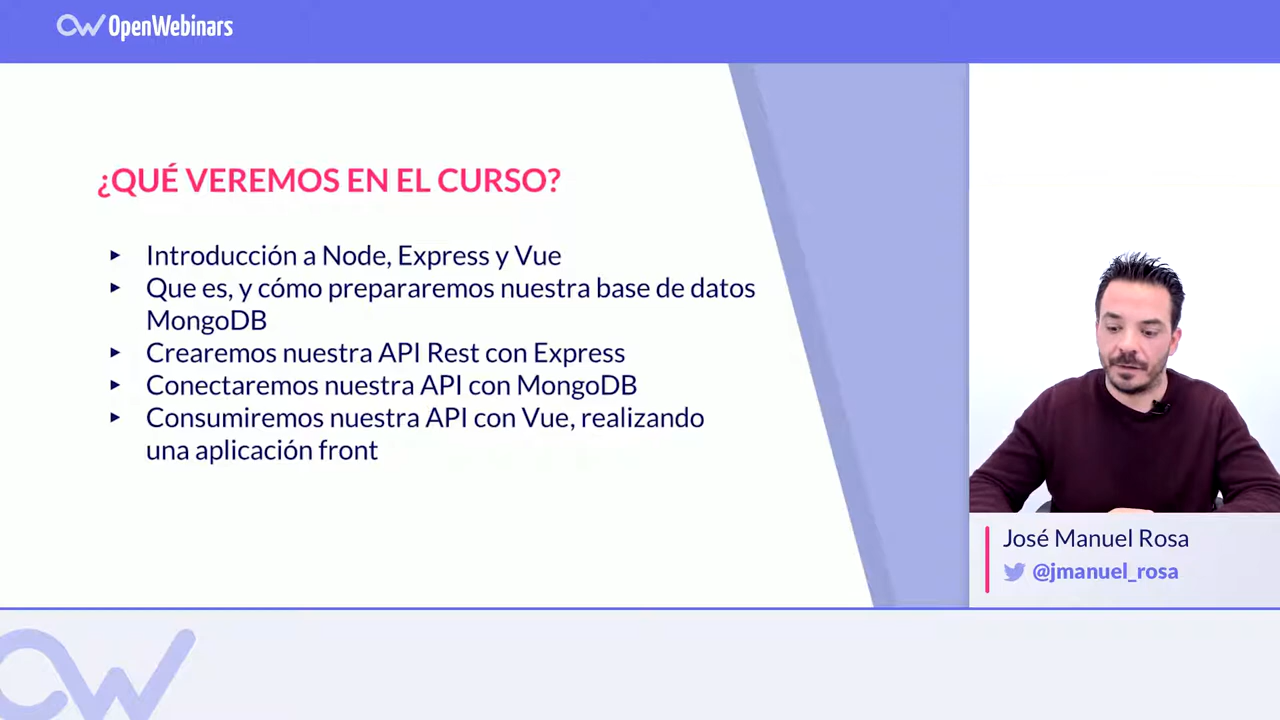 OpenWebinars
¿QUÉ VEREMOS EN EL CURSO?
Introducción a Node, Express y Vue
Que es, y cómo prepararemos nuestra base de datos
MongoDB
Crearemos nuestra API Rest con Express
Conectaremos nuestra API con MongoDB
Consumiremos nuestra API con Vue, realizando
una aplicación front
José Manuel Rosa
@jmanuel_rosa